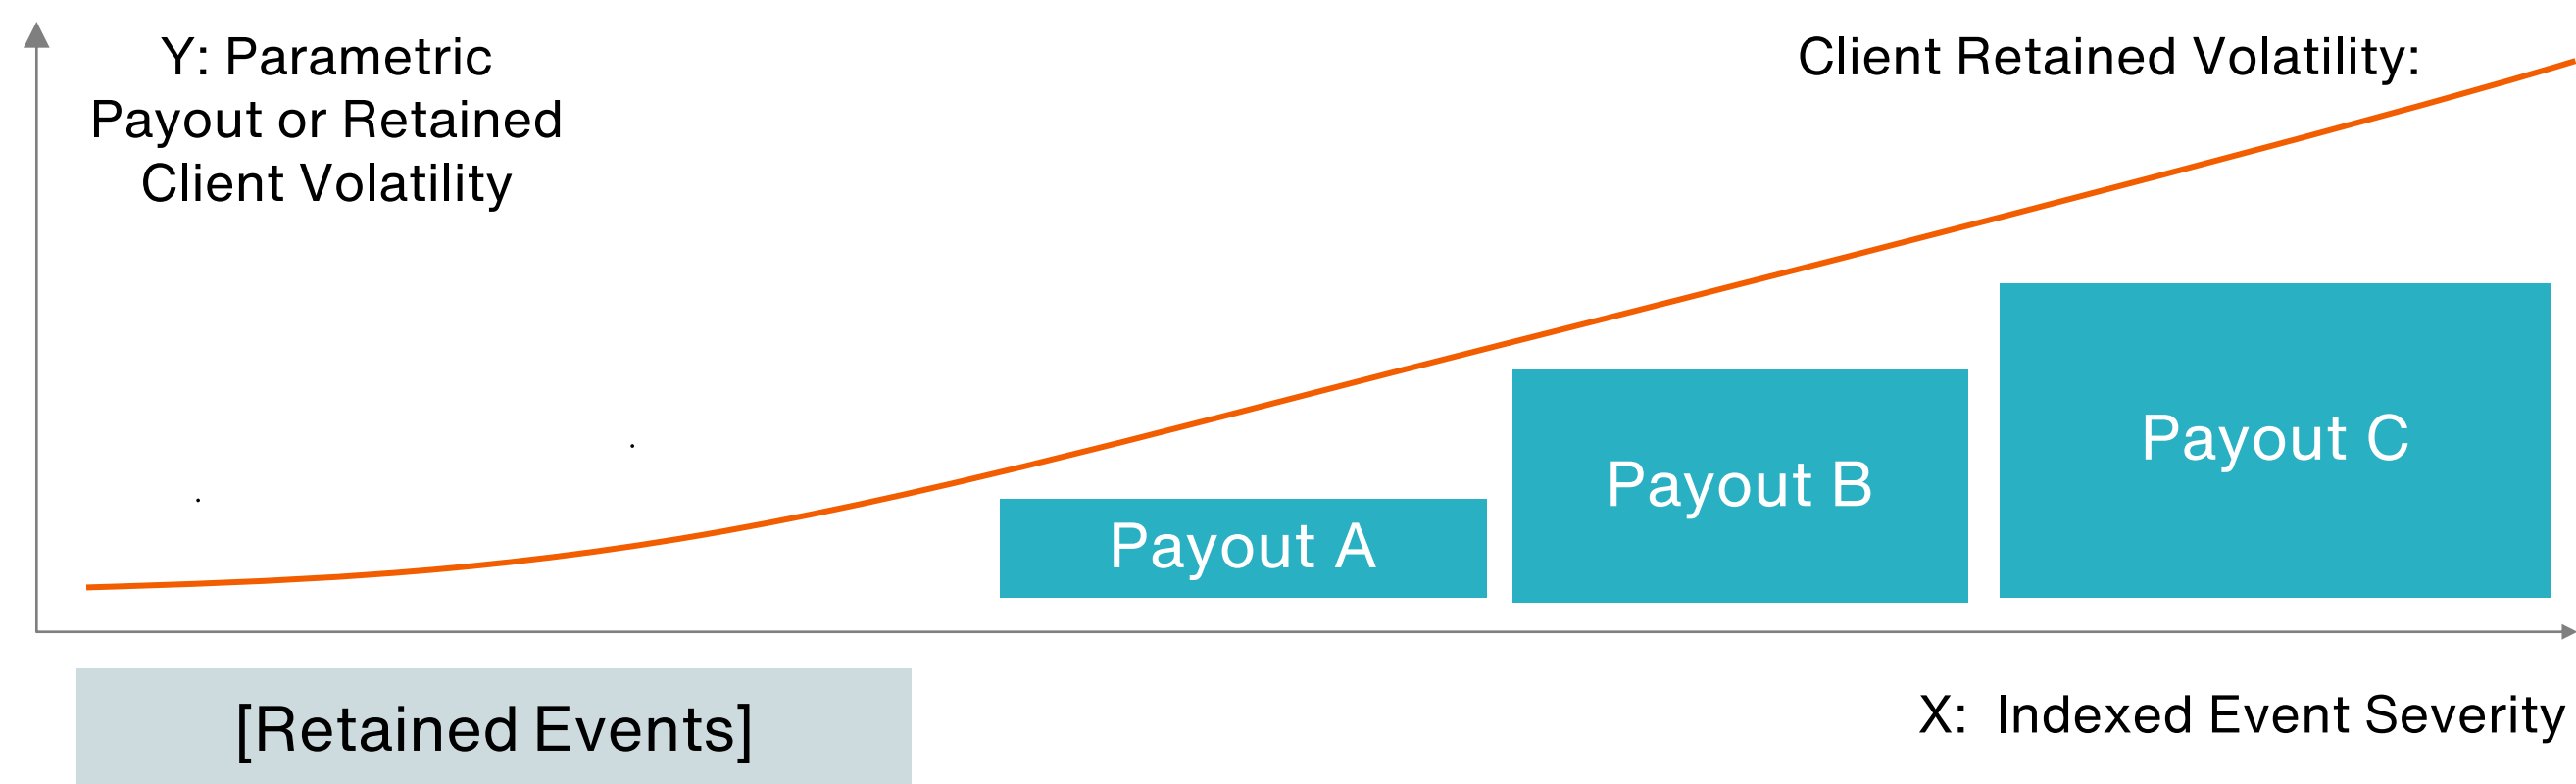 Y: Parametric
Payout or Retained
Client Volatility
Client Retained Volatility:
Payout A
Payout B
Payout C
[Retained Events]
X: Indexed Event Severity